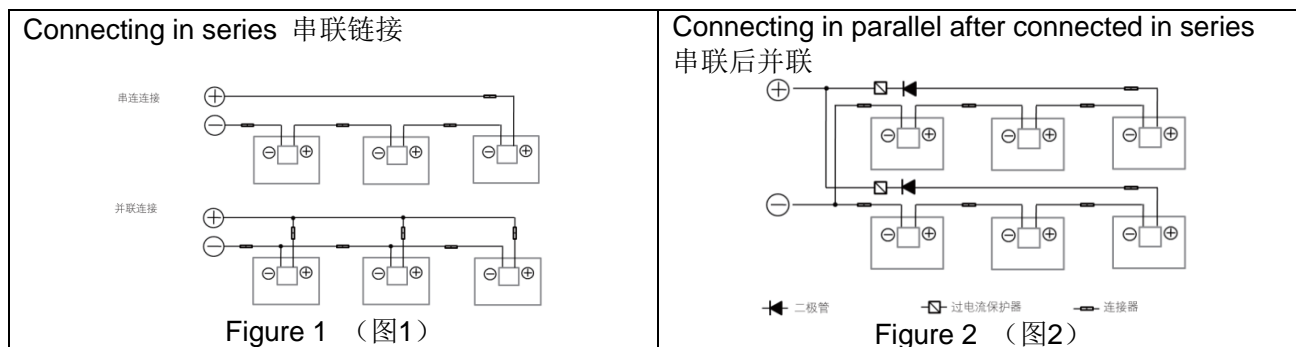 Connecting in series 串联链接
串连连接
并联连接
Figure 1 （图1）
Connecting in parallel after connected in series
串联后并联
二极管
过电流保护器
连接器
Figure 2 （图2）